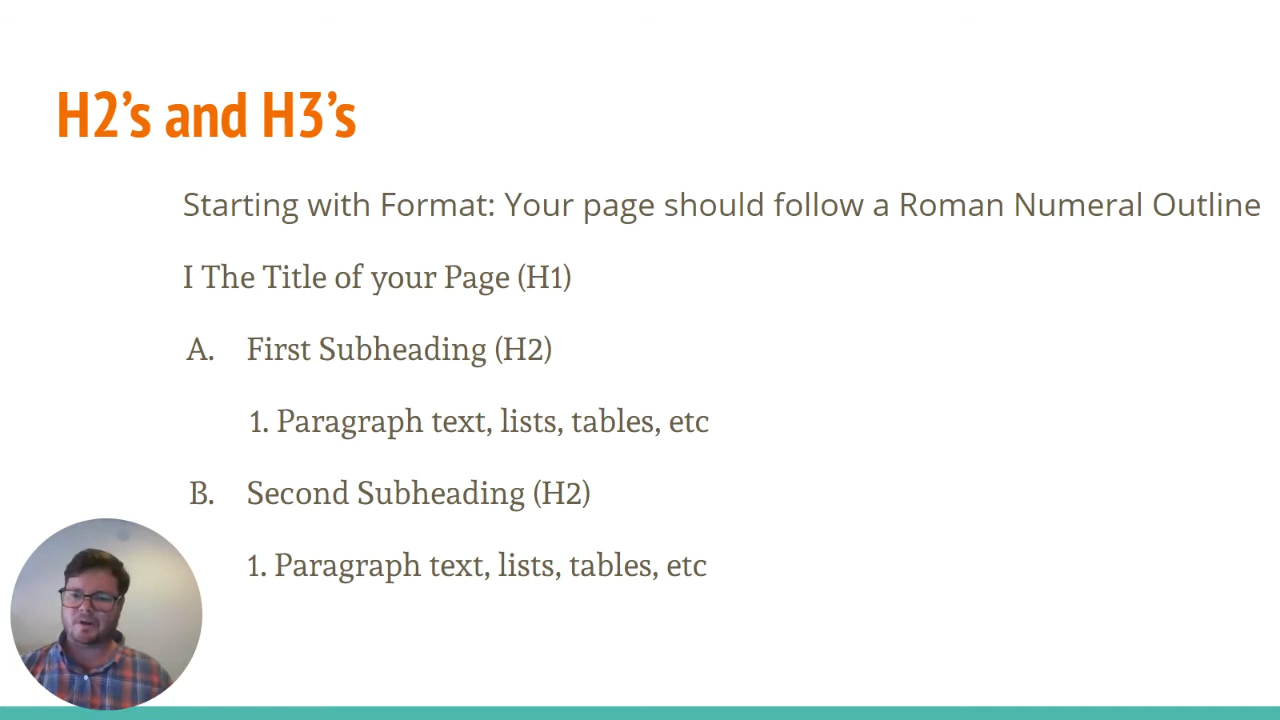 H2’s and H3’s
Starting with Format: Your page should follow a Roman Numeral Outline
I The Title of your Page (H1)
A. First Subheading (H2)
1. Paragraph text, lists, tables, etc
B. Second Subheading (H2)
1. Paragraph text, lists, tables, etc